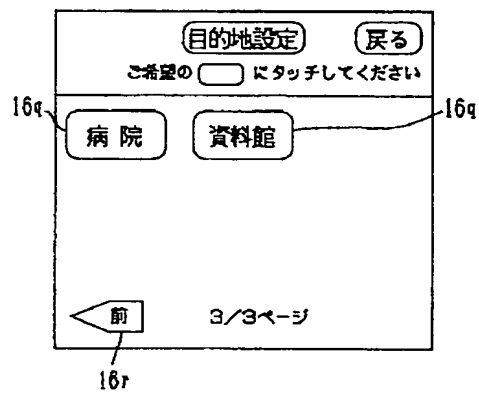 目的地設定 戻る
ご希望の にタッチしてください
16q 病院 資料館 16q
前 3/3ページ
16r